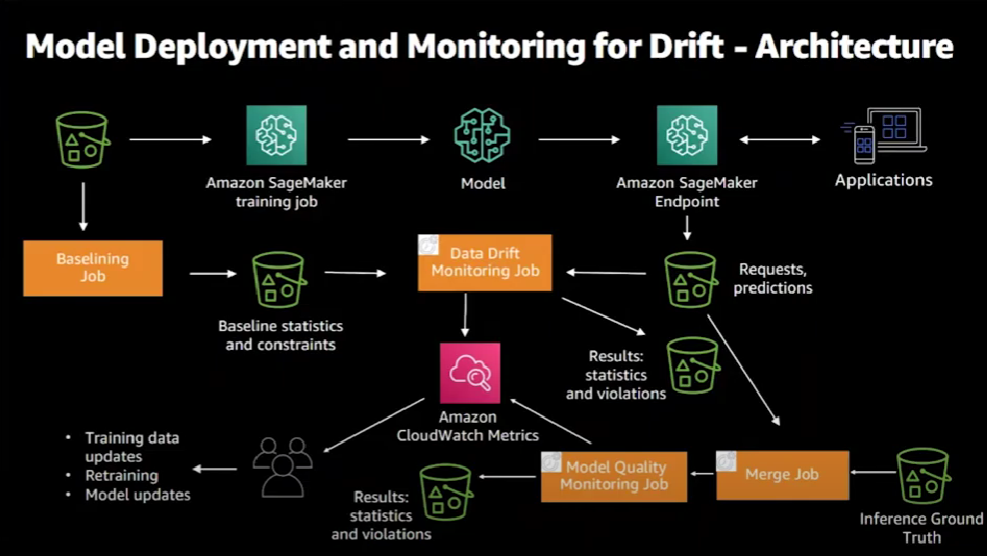 Model Deployment and Monitoring for Drift - Architecture
Amazon SageMaker
training job
Model
Amazon SageMaker
Endpoint
Applications
Baselining
Job
Data Drift
Monitoring Job
Requests,
predictions
Baseline statistics
and constraints
Results:
statistics
and violations
Amazon
CloudWatch Metrics
• Training data
updates
• Retraining
• Model updates
Results:
statistics
and violations
Model Quality
Monitoring Job
Merge Job
Inference Ground
Truth